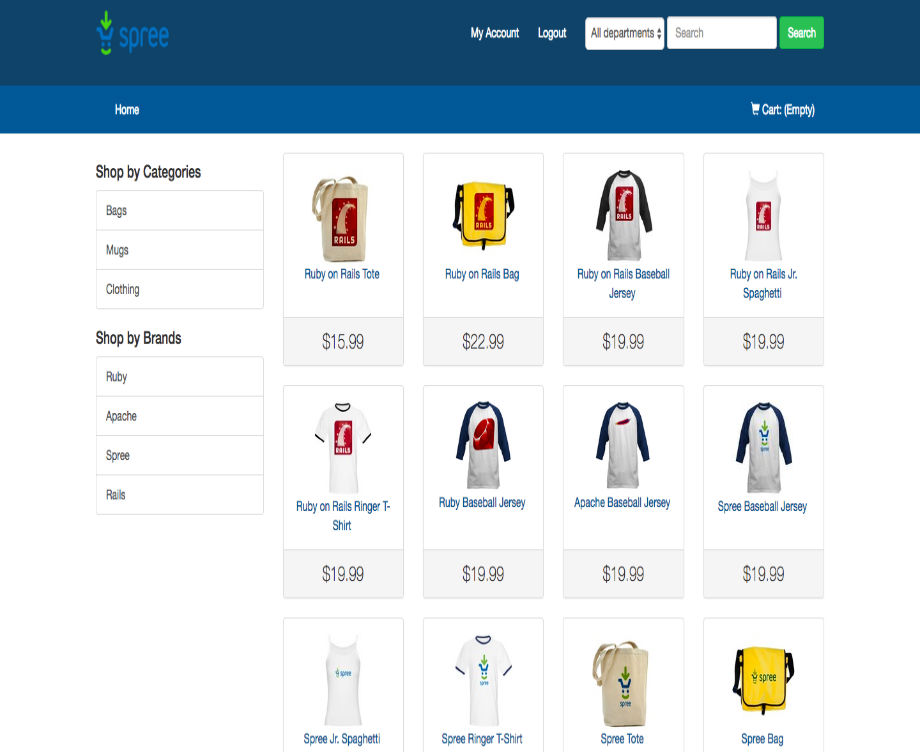 spree
My Account
Logout
All departments
Search
Search
Home
Cart: (Empty)
Shop by Categories
Bags
Mugs
Clothing
Shop by Brands
Ruby
Apache
Spree
Rails
RAILS
RAILS
RAILS
RAILS
Ruby on Rails Tote
Ruby on Rails Bag
Ruby on Rails Baseball
Jersey
Ruby on Rails Jr.
Spaghetti
$15.99
$22.99
$19.99
$19.99
RAILS
spree
Ruby on Rails Ringer T-
Shirt
Ruby Baseball Jersey
Apache Baseball Jersey
Spree Baseball Jersey
$19.99
$19.99
$19.99
$19.99
spree
spree
spree
spree
Spree Jr. Spaghetti
Spree Ringer T-Shirt
Spree Tote
Spree Bag